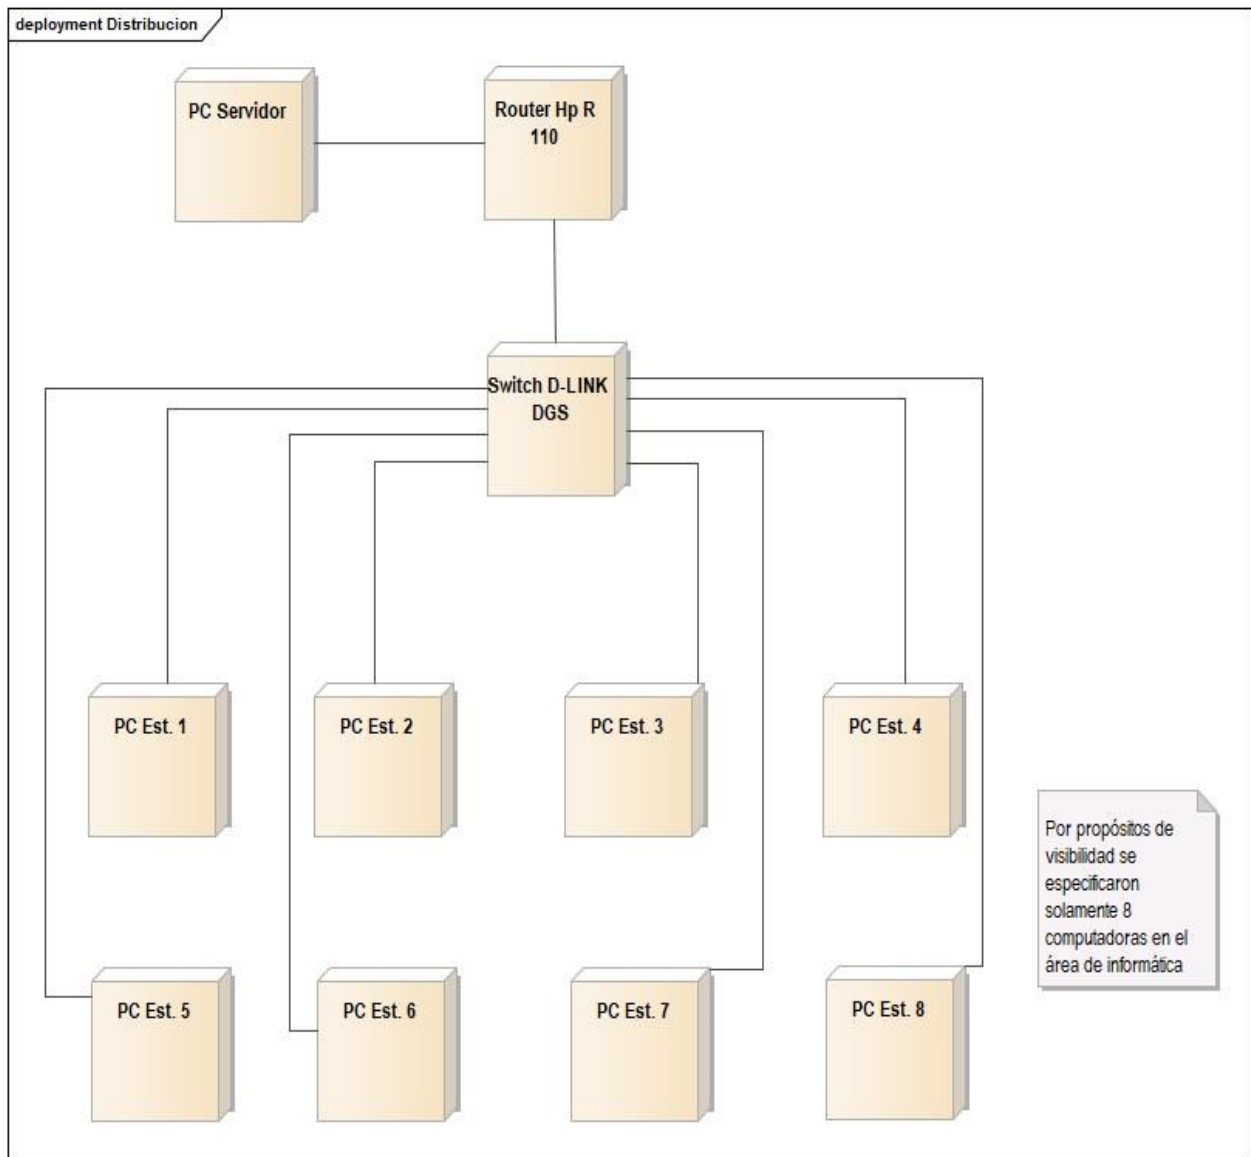 deployment Distribucion
PC Servidor
Router Hp R
110
Switch D-LINK
DGS
PC Est. 1
PC Est. 2
PC Est. 3
PC Est. 4
Por propósitos de
visibilidad se
especificaron
solamente 8
computadoras en el
área de informática
PC Est. 5
PC Est. 6
PC Est. 7
PC Est. 8